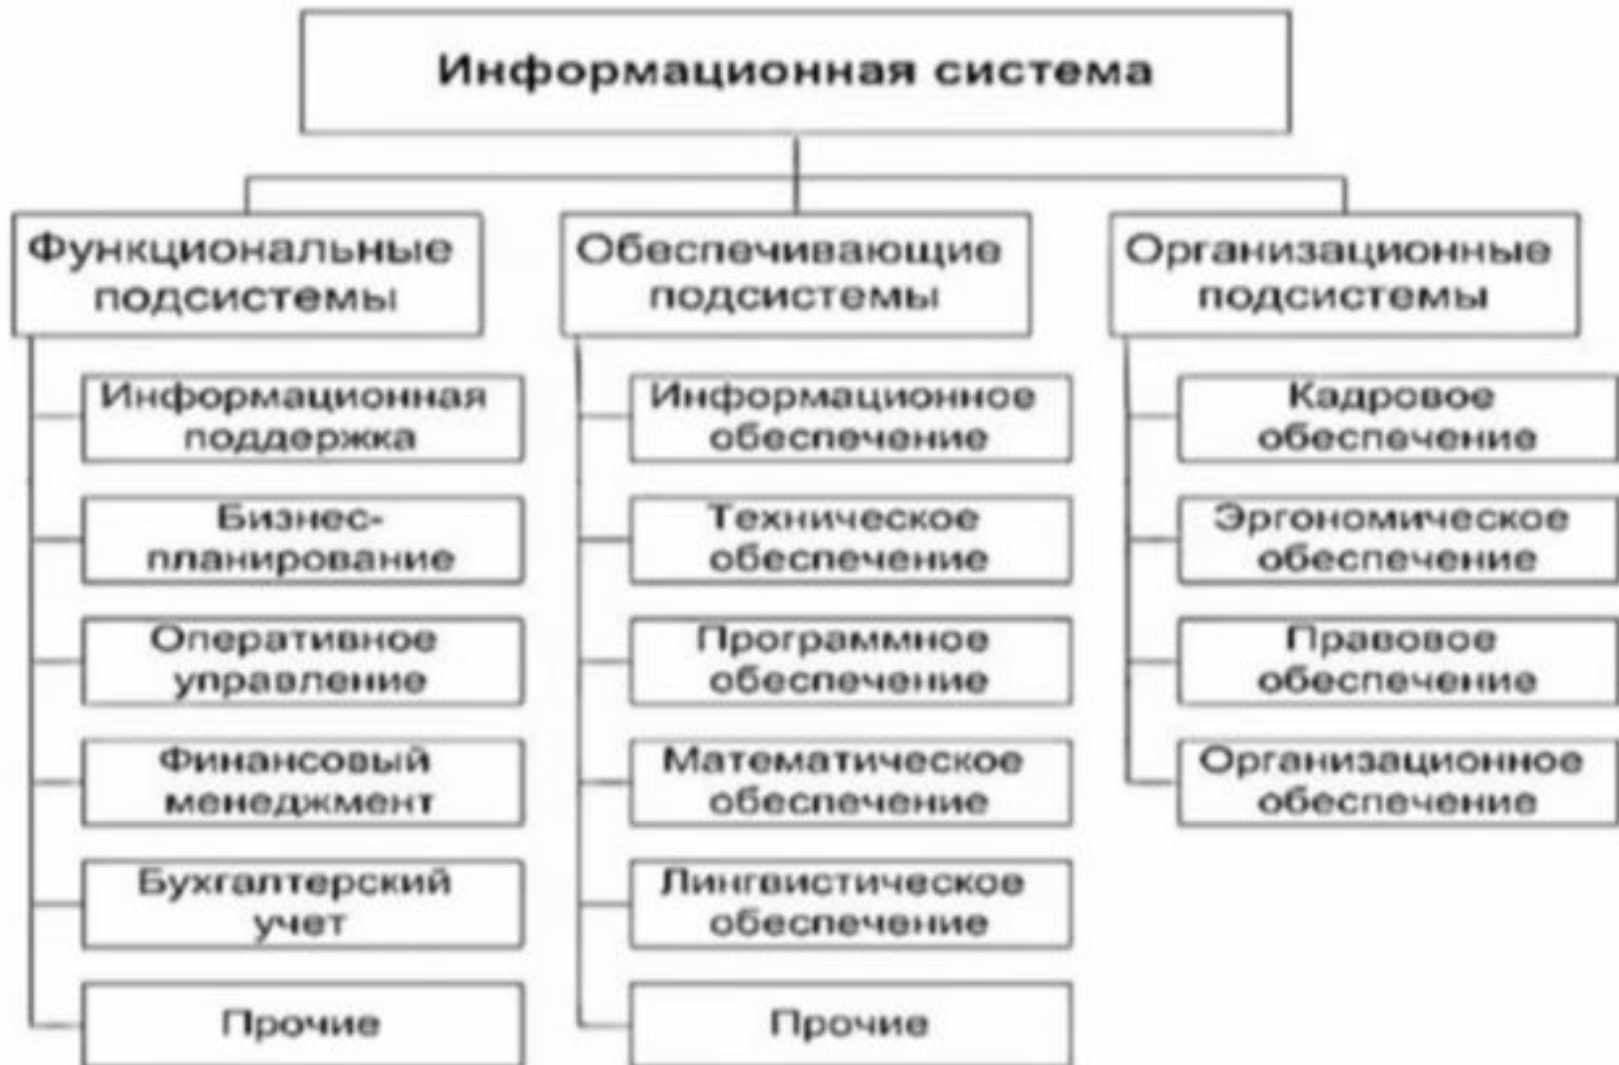 Информационная система
Функциональные
подсистемы
Информационная
поддержка
Бизнес-
планирование
Оперативное
управление
Финансовый
менеджмент
Бухгалтерский
учет
Прочие
Обеспечивающие
подсистемы
Информационное
обеспечение
Техническое
обеспечение
Программное
обеспечение
Математическое
обеспечение
Лингвистическое
обеспечение
Прочие
Организационные
подсистемы
Кадровое
обеспечение
Эргономическое
обеспечение
Правовое
обеспечение
Организационное
обеспечение